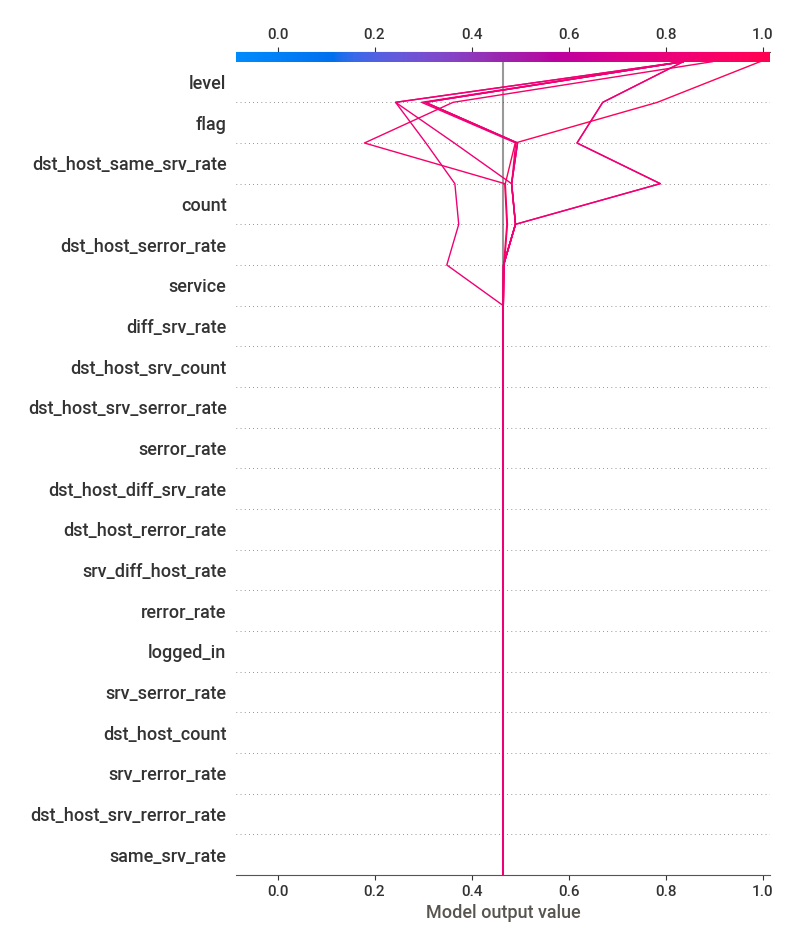 0.0 0.2 0.4 0.6 0.8 1.0
level
flag
dst_host_same_srv_rate
count
dst_host_serror_rate
service
diff_srv_rate
dst_host_srv_count
dst_host_srv_serror_rate
serror_rate
dst_host_diff_srv_rate
dst_host_rerror_rate
srv_diff_host_rate
rerror_rate
logged_in
srv_serror_rate
dst_host_count
srv_rerror_rate
dst_host_srv_rerror_rate
same_srv_rate
0.0 0.2 0.4 0.6 0.8 1.0
Model output value